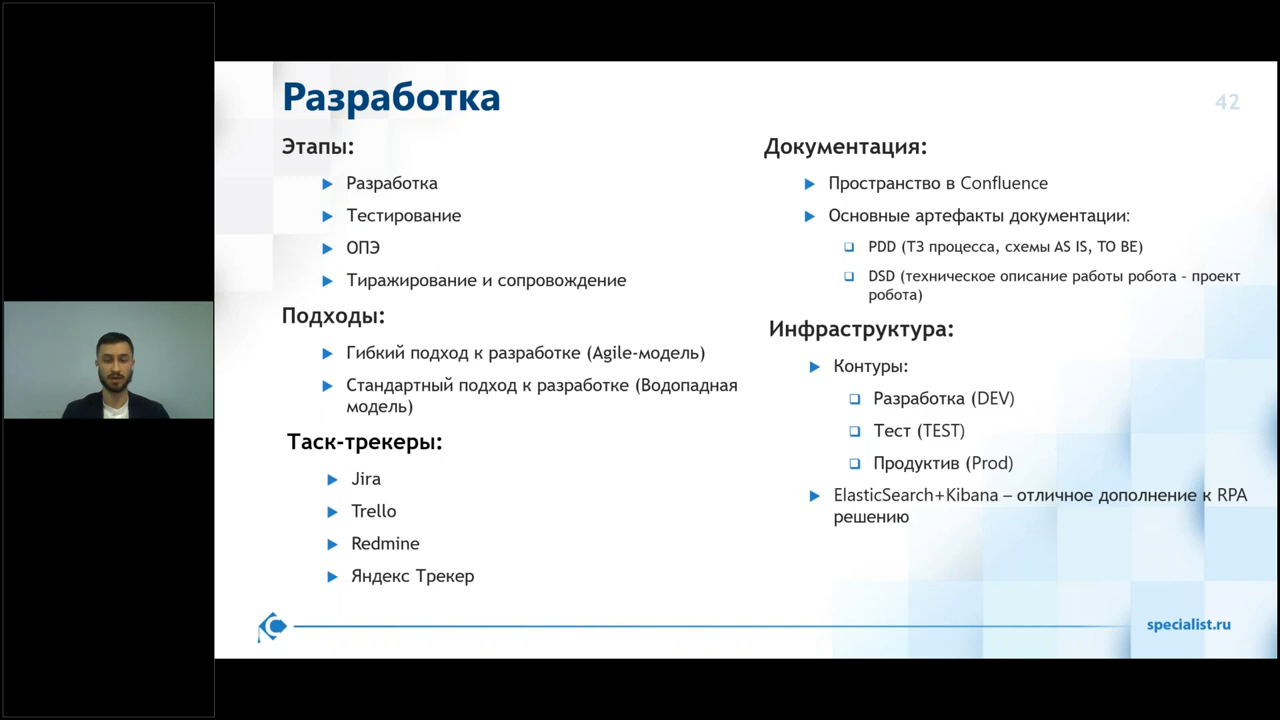 Разработка
42
Этапы:
Разработка
Тестирование
ОПЭ
Тиражирование и сопровождение
Подходы:
Гибкий подход к разработке (Agile-модель)
Стандартный подход к разработке (Водопадная
модель)
Таск-трекеры:
Jira
Trello
Redmine
Яндекс Трекер
Документация:
Пространство в Confluence
Основные артефакты документации:
PDD (ТЗ процесса, схемы AS IS, TO BE)
DSD (техническое описание работы робота - проект
робота)
Инфраструктура:
Контуры:
Разработка (DEV)
Тест (TEST)
Продуктив (Prod)
ElasticSearch+Kibana – отличное дополнение к RPA
решению
specialist.ru